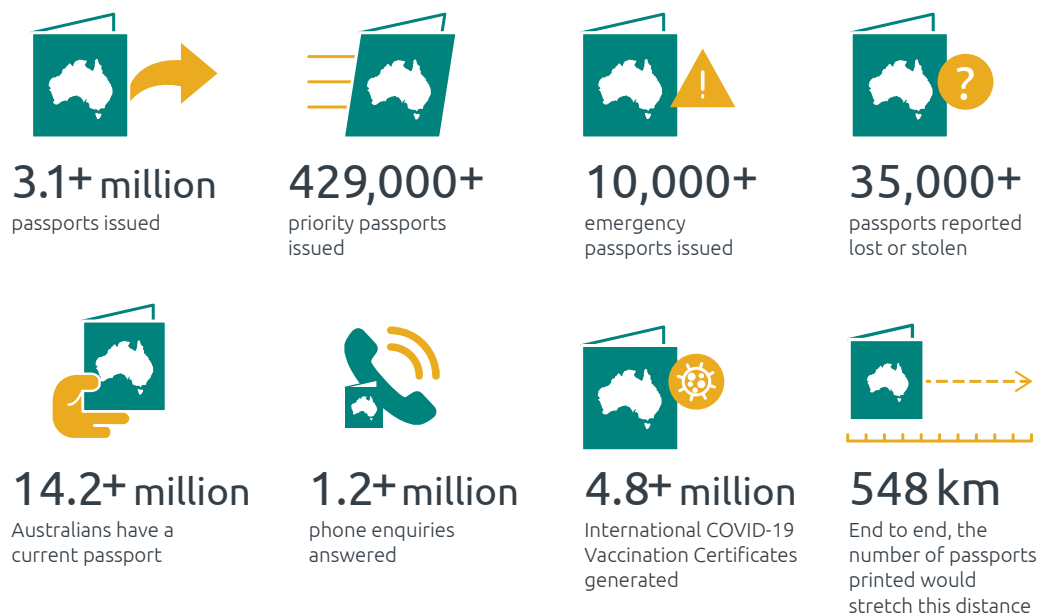 3.1+ million
passports issued
429,000+
priority passports
issued
10,000+
emergency
passports issued
35,000+
passports reported
lost or stolen
14.2+ million
Australians have a
current passport
1.2+ million
phone enquiries
answered
4.8+ million
International COVID-19
Vaccination Certificates
generated
548 km
End to end, the
number of passports
printed would
stretch this distance